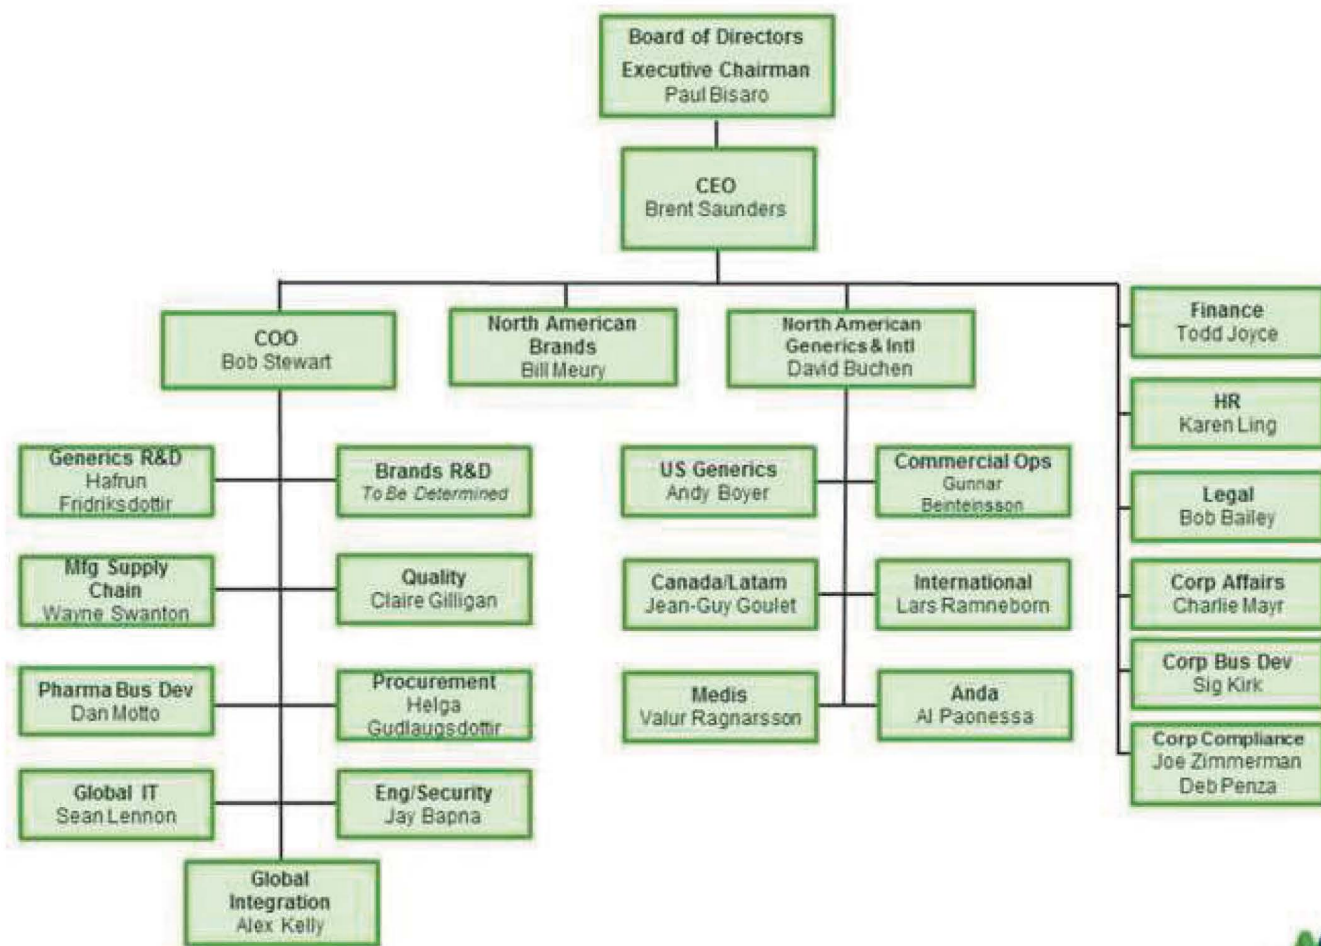 Board of Directors
Executive Chairman
Paul Bisaro
CEO
Brent Saunders
COO
Bob Stewart
North American
Brands
Bill Meury
North American
Generics & Intl
David Buchen
Finance
Todd Joyce
HR
Karen Ling
Legal
Bob Bailey
Corp Affairs
Charlie Mayr
Corp Bus Dev
Sig Kirk
Corp Compliance
Joe Zimmerman
Deb Penza
Generics R&D
Hafrun
Fridriksdottir
Brands R&D
To Be Determined
Mfg Supply
Chain
Wayne Swanton
Quality
Claire Gilligan
Pharma Bus Dev
Dan Motto
Procurement
Helga
Gudlaugsdottir
Global IT
Sean Lennon
Eng/Security
Jay Bapna
Global
Integration
Alex Kelly
US Generics
Andy Boyer
Commercial Ops
Gunnar
Beinteinsson
Canada/Latam
Jean-Guy Goulet
International
Lars Ramneborn
Medis
Valur Ragnarsson
Anda
Al Paonessa